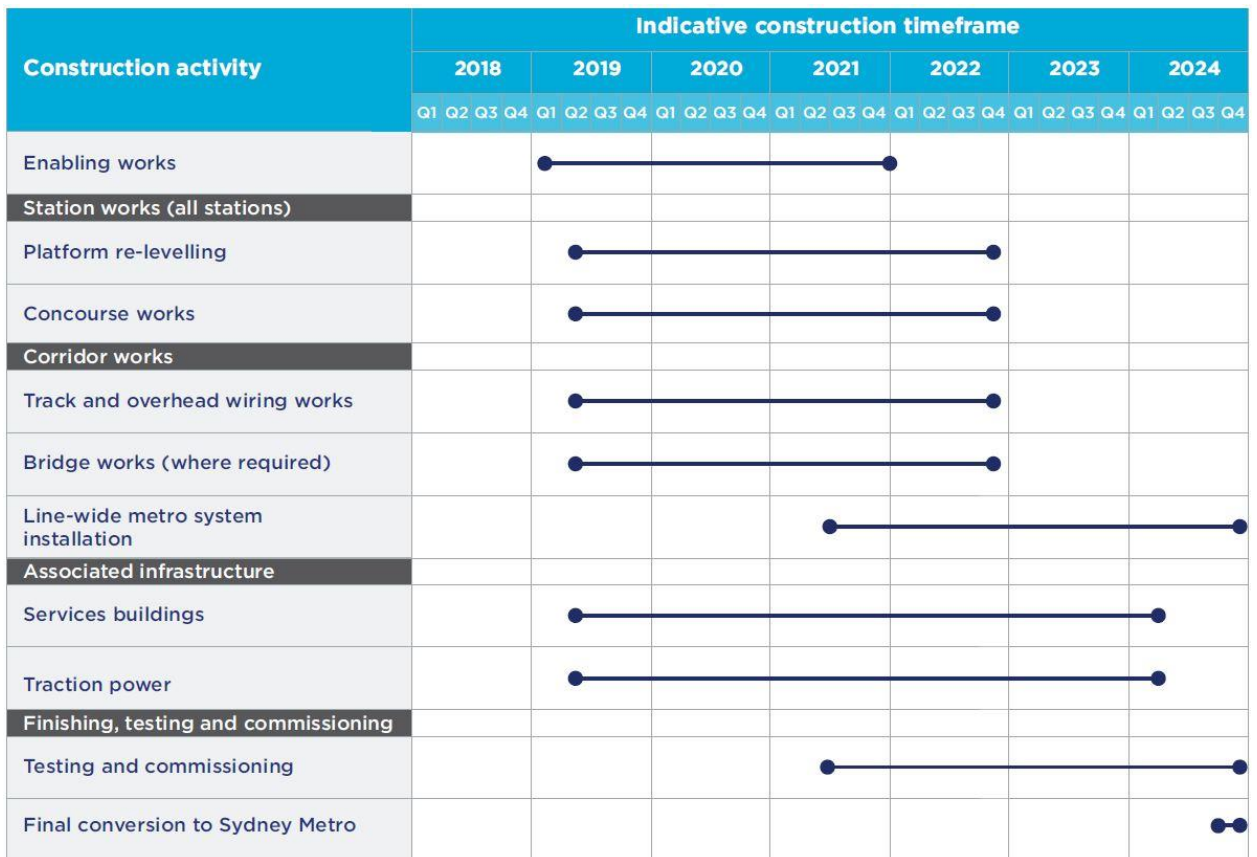 Indicative construction timeframe
Construction activity
2018 2019 2020 2021 2022 2023 2024
Q1 Q2 Q3 Q4 Q1 Q2 Q3 Q4 Q1 Q2 Q3 Q4 Q1 Q2 Q3 Q4 Q1 Q2 Q3 Q4 Q1 Q2 Q3 Q4 Q1 Q2 Q3 Q4
Enabling works
Station works (all stations)
Platform re-levelling
Concourse works
Corridor works
Track and overhead wiring works
Bridge works (where required)
Line-wide metro system
installation
Associated infrastructure
Services buildings
Traction power
Finishing, testing and commissioning
Testing and commissioning
Final conversion to Sydney Metro